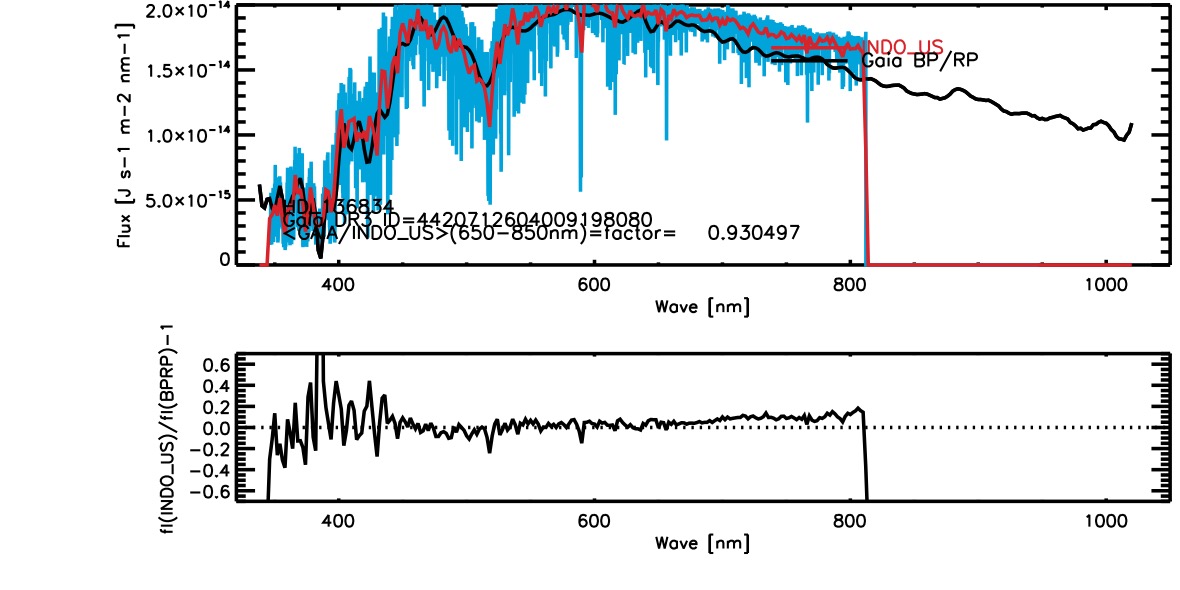 2.0×10−14
1.5×10−14
1.0×10−14
5.0×10−15
0
Flux [J s−1 m−2 nm−1]
INDO_US
Gaia BP/RP
HD_136834
Gaia DR3 ID=4420712604009198080
<GAIA/INDO_US>(650−850nm)=factor= 0.930497
400 600 800 1000
Wave [nm]
fl(INDO_US)/fl(BPRP)−1
0.6
0.4
0.2
0.0
−0.2
−0.4
−0.6
400 600 800 1000
Wave [nm]